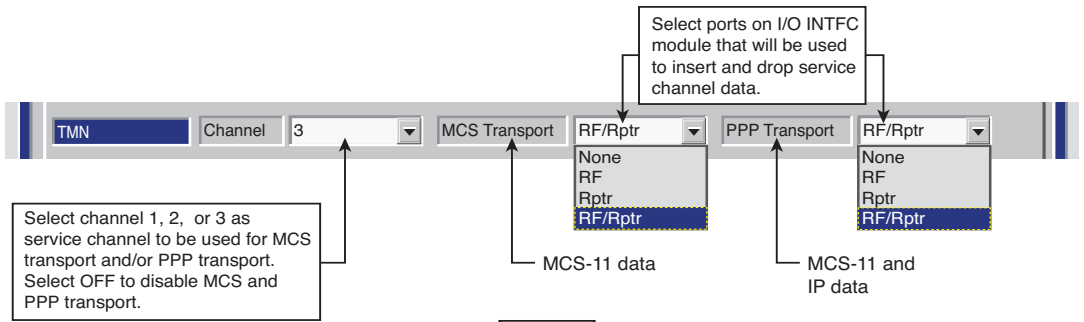 Select ports on I/O INTFC
module that will be used
to insert and drop service
channel data.
TMN
Channel
3
MCS Transport
RF/Rptr
PPP Transport
RF/Rptr
None
RF
Rptr
RF/Rptr
None
RF
Rptr
RF/Rptr
Select channel 1, 2, or 3 as
service channel to be used for MCS
transport and/or PPP transport.
Select OFF to disable MCS and
PPP transport.
MCS-11 data
MCS-11 and
IP data